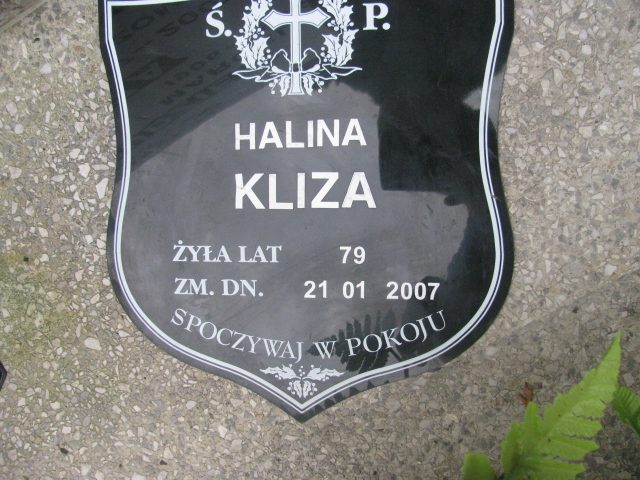 Ś. P.
HALINA
KLIZA
ŻYŁA LAT 79
ZM. DN. 21 01 2007
SPOCZYWAJ W POKOJU